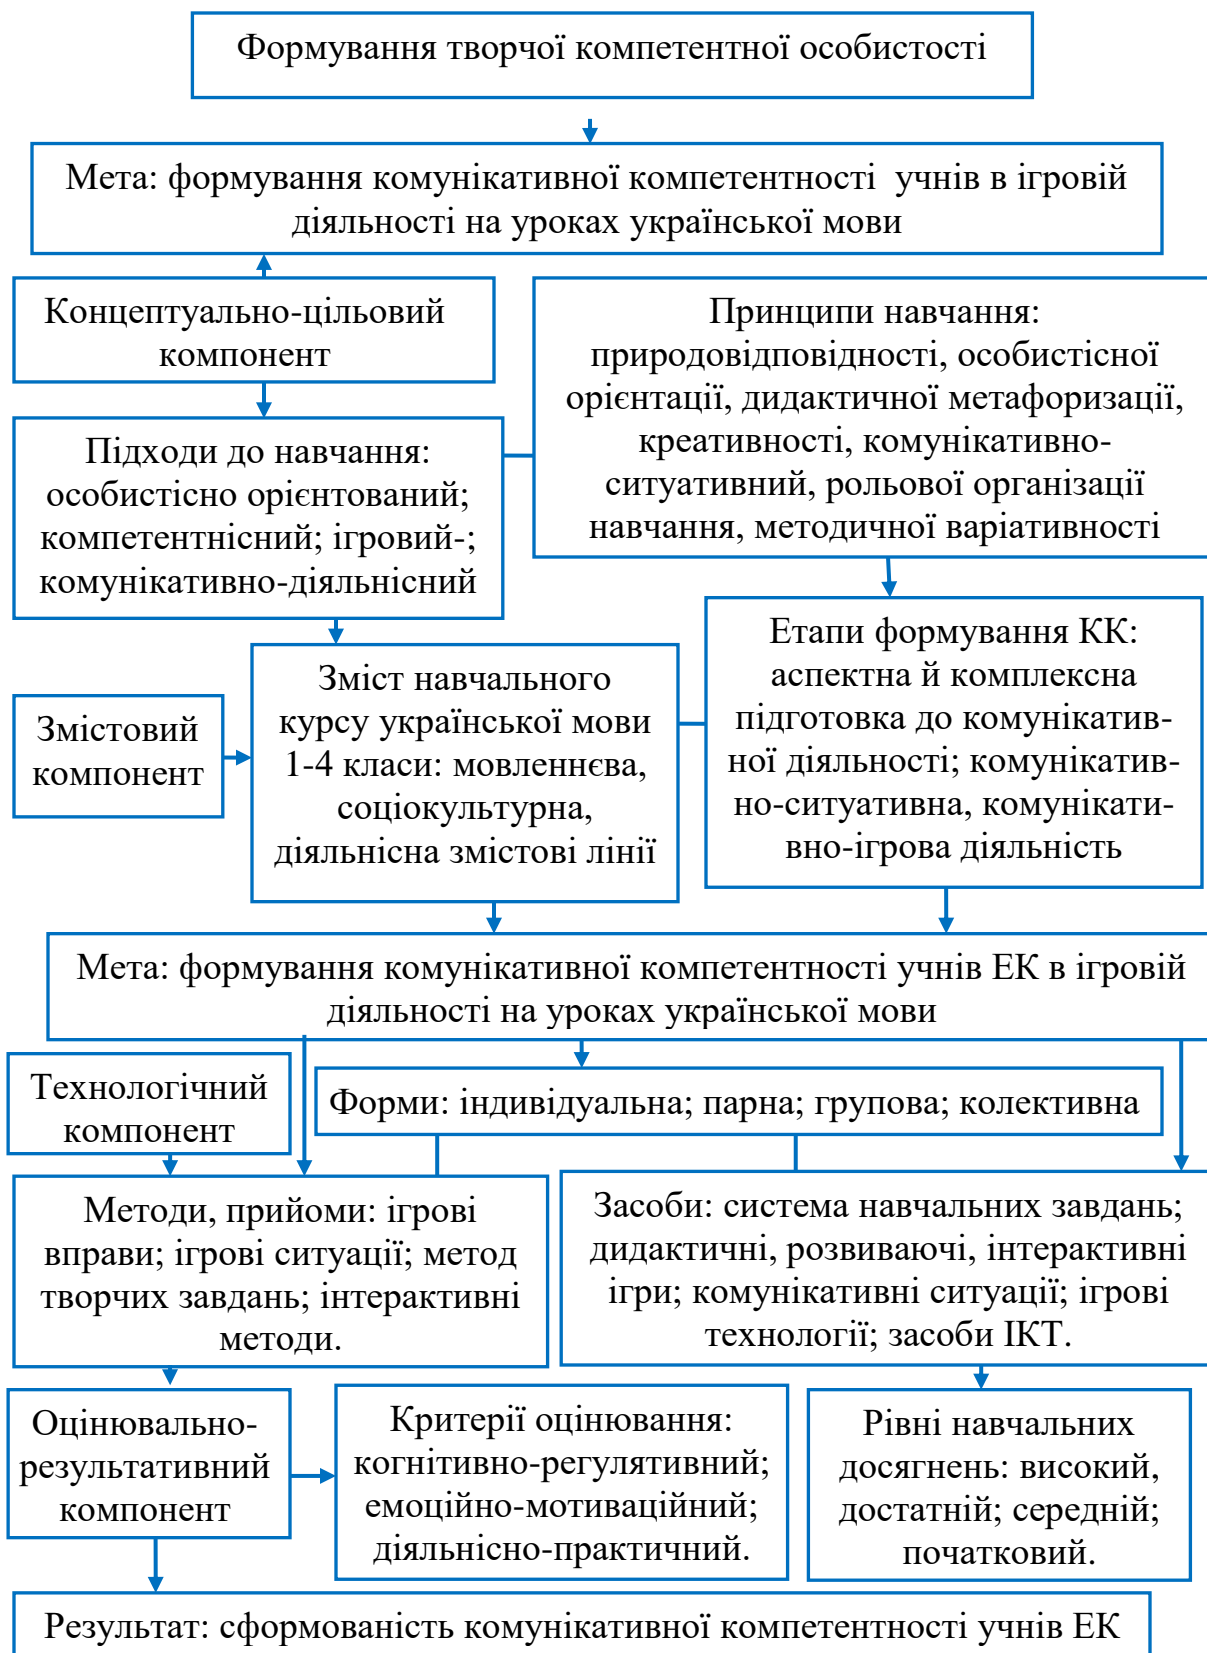 Формування творчої компетентної особистості
Мета: формування комунікативної компетентності учнів в ігровій
діяльності на уроках української мови
Концептуально-цільовий
компонент
Принципи навчання:
природовідповідності, особистісної
орієнтації, дидактичної метафоризації,
креативності, комунікативно-
ситуативний, рольової організації
навчання, методичної варіативності
Підходи до навчання:
особистісно орієнтований;
компетентнісний; ігровий-;
комунікативно-діяльнісний
Етапи формування КК:
аспектна й комплексна
підготовка до комунікатив-
ної діяльності; комунікатив-
но-ситуативна, комунікати-
вно-ігрова діяльність
Зміст навчального
курсу української мови
1-4 класи: мовленнєва,
соціокультурна,
діяльнісна змістові лінії
Змістовий
компонент
Мета: формування комунікативної компетентності учнів ЕК в ігровій
діяльності на уроках української мови
Технологічний
компонент
Форми: індивідуальна; парна; групова; колективна
Методи, прийоми: ігрові
вправи; ігрові ситуації; метод
творчих завдань; інтерактивні
методи.
Засоби: система навчальних завдань;
дидактичні, розвиваючі, інтерактивні
ігри; комунікативні ситуації; ігрові
технології; засоби ІКТ.
Оцінювально-
результативний
компонент
Критерії оцінювання:
когнітивно-регулятивний;
емоційно-мотиваційний;
діяльнісно-практичний.
Рівні навчальних
досягнень: високий,
достатній; середній;
початковий.
Результат: сформованість комунікативної компетентності учнів ЕК